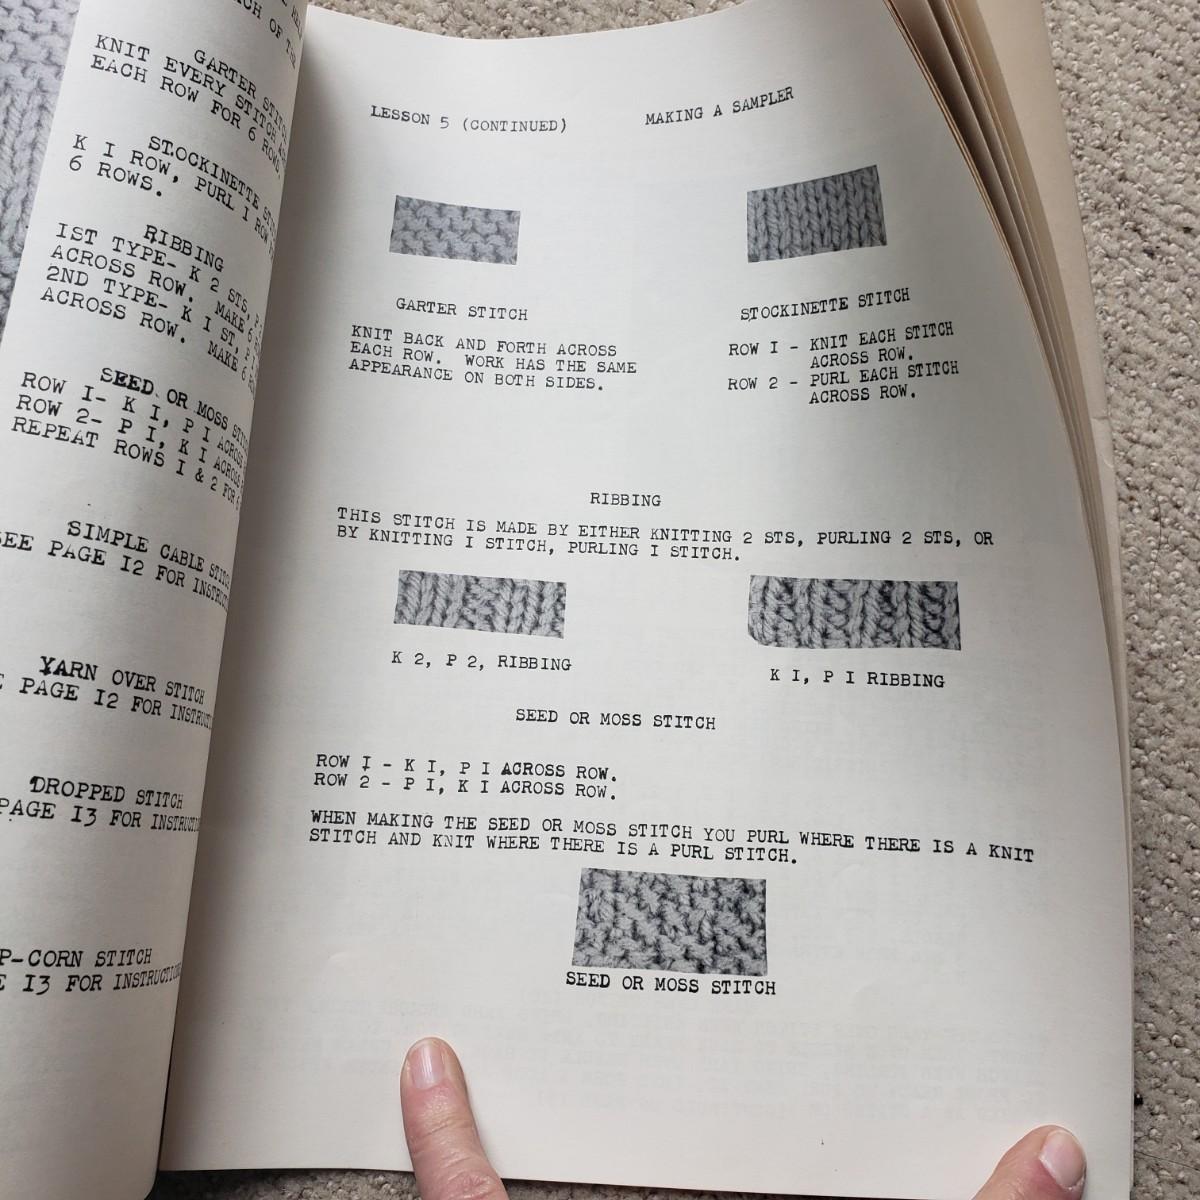 GARTER
KNIT EVERY STITCH
EACH ROW FOR 6 ROWS.
STOCKINETTE
K I ROW, PURL I ROW
6 ROWS.
RIBBING
IST TYPE- K 2 STS,
ACROSS ROW. MAKE 6
2ND TYPE- K I ST,
ACROSS ROW. MAKE 6
SEED OR MOSS
ROW I- K I, P I ACROSS
ROW 2- P I, K I ACROSS
REPEAT ROWS I & 2 FOR 6
SIMPLE CABLE
SEE PAGE I2 FOR
YARN OVER STITCH
PAGE I2 FOR
DROPPED STITCH
PAGE I3 FOR
P-CORN STITCH
I3 FOR
LESSON 5 (CONTINUED) MAKING A SAMPLER
GARTER STITCH
KNIT BACK AND FORTH ACROSS
EACH ROW. WORK HAS THE SAME
APPEARANCE ON BOTH SIDES.
STOCKINETTE STITCH
ROW I - KNIT EACH STITCH
ACROSS ROW.
ROW 2 - PURL EACH STITCH
ACROSS ROW.
RIBBING
THIS STITCH IS MADE BY EITHER KNITTING 2 STS, PURLING 2 STS, OR
BY KNITTING I STITCH, PURLING I STITCH.
K 2, P 2, RIBBING
K I, P I RIBBING
SEED OR MOSS STITCH
ROW I - K I, P I ACROSS ROW.
ROW 2 - P I, K I ACROSS ROW.
WHEN MAKING THE SEED OR MOSS STITCH YOU PURL WHERE THERE IS A KNIT
STITCH AND KNIT WHERE THERE IS A PURL STITCH.
SEED OR MOSS STITCH